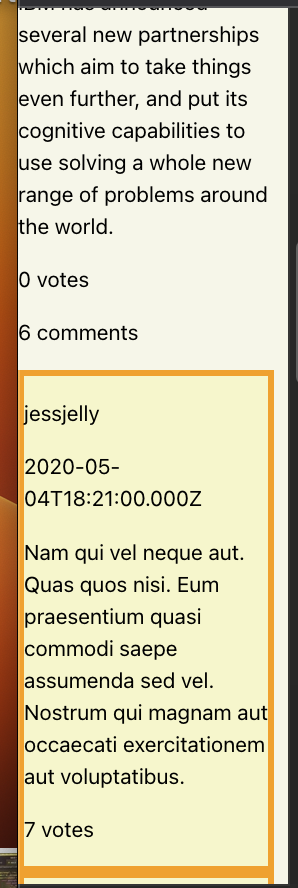 IBM has announced
several new partnerships
which aim to take things
even further, and put its
cognitive capabilities to
use solving a whole new
range of problems around
the world.
0 votes
6 comments
jessjelly
2020-05-
04T18:21:00.000Z
Nam qui vel neque aut.
Quas quos nisi. Eum
praesentium quasi
commodi saepe
assumenda sed vel.
Nostrum qui magnam aut
occaecati exercitationem
aut voluptatibus.
7 votes